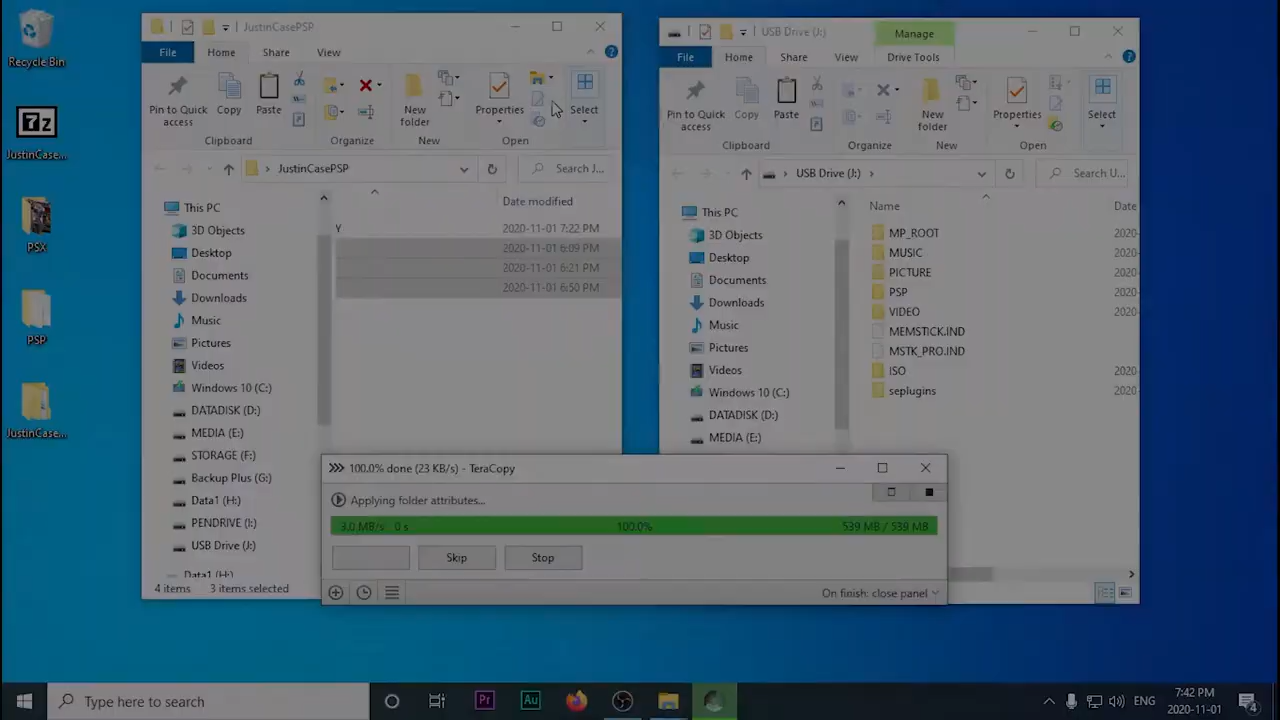 Recycle Bin
JustinCase...
PSX
PSP
JustinCase...
JustinCasePSP
File
Home
Share
View
Pin to Quick access
Copy
Paste
New folder
Properties
Select
Clipboard
Organize
New
Open
JustinCasePSP
Search J...
This PC
3D Objects
Desktop
Documents
Downloads
Music
Pictures
Videos
Windows 10 (C:)
DATADISK (D:)
MEDIA (E:)
STORAGE (F:)
Backup Plus (G:)
Data1 (H:)
PENDRIVE (I:)
USB Drive (J:)
Data1 (H:)
Date modified
Y
2020-11-01 7:22 PM
2020-11-01 6:09 PM
2020-11-01 6:21 PM
2020-11-01 6:50 PM
4 items
3 items selected
USB Drive (J:)
Manage
File
Home
Share
View
Drive Tools
Pin to Quick access
Copy
Paste
New folder
Properties
Select
Clipboard
Organize
New
Open
USB Drive (J:)
Search U...
This PC
3D Objects
Desktop
Documents
Downloads
Music
Pictures
Videos
Windows 10 (C:)
DATADISK (D:)
MEDIA (E:)
Name
Date
MP_ROOT
2020-
MUSIC
2020-
PICTURE
2020-
PSP
2020-
VIDEO
2020-
MEMSTICK.IND
MSTK_PRO.IND
ISO
2020-
seplugins
2020-
100.0% done (23 KB/s) - TeraCopy
Applying folder attributes...
3.0 MB/s
0 s
100.0%
539 MB / 539 MB
Skip
Stop
On finish: close panel
Type here to search
Pr
Au
ENG
7:42 PM
2020-11-01
4